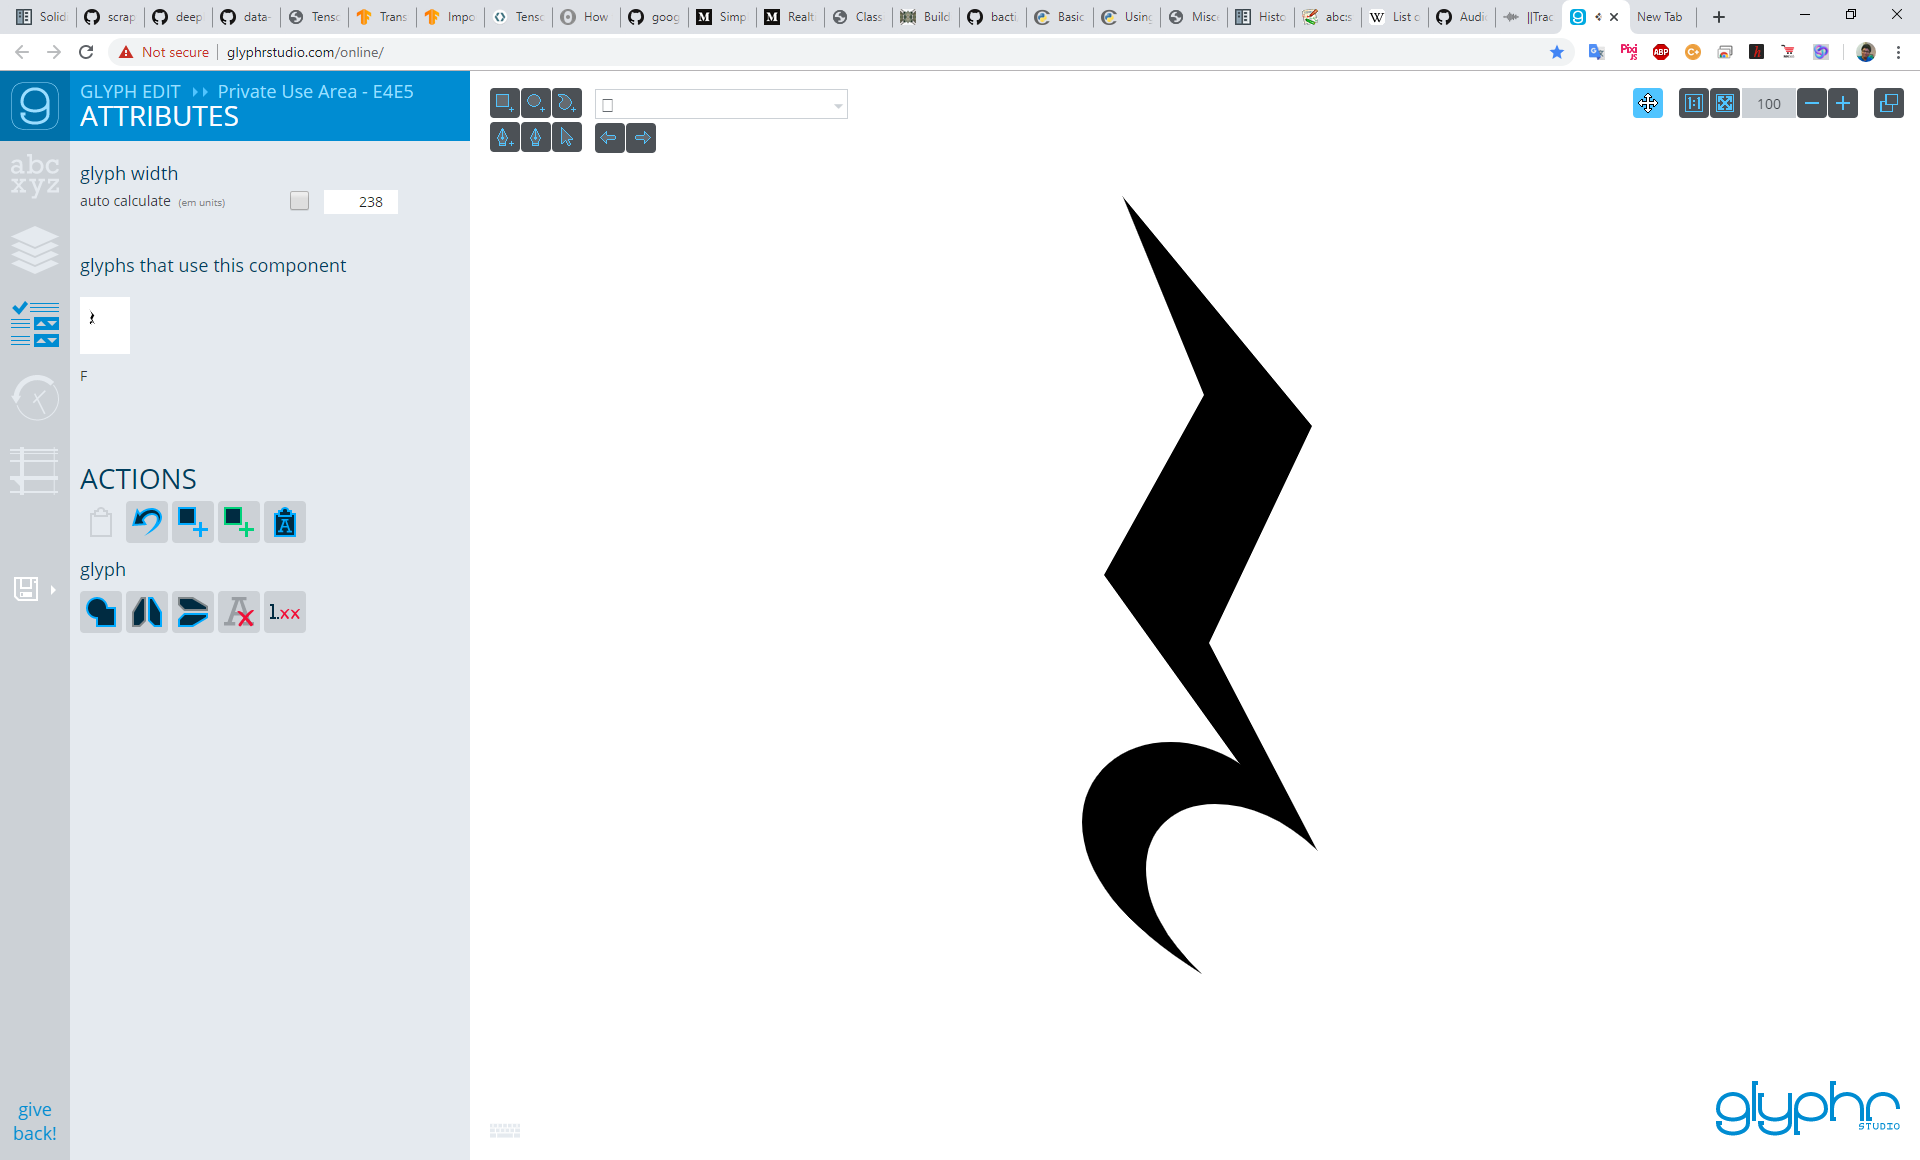 Solid
scrap
deep
data-
Tenso
Trans
Impo
Tenso
How
goog
Simp
Realt
Class
Build
bacti
Basic
Using
Misc
Histo
abc:s
List o
Audi
||Trac
New Tab
Not secure
glyphrstudio.com/online/
GLYPH EDIT Private Use Area - E4E5
ATTRIBUTES
abc
xyz
glyph width
auto calculate (em units)
238
glyphs that use this component
F
ACTIONS
glyph
1.xx
give
back!
1:1
100
glyphr
STUDIO